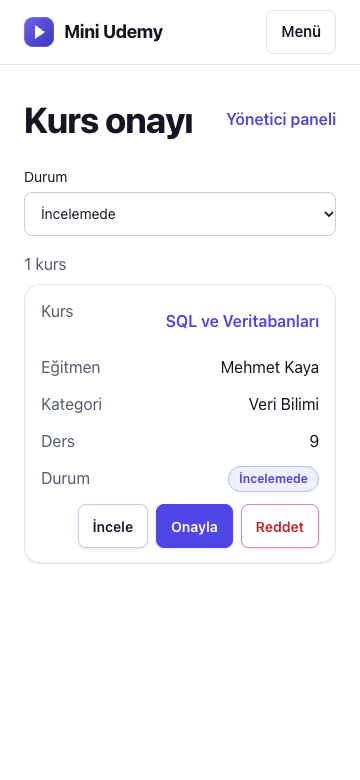 Mini Udemy
Menü
Kurs onayı
Yönetici paneli
Durum
İncelemede
1 kurs
Kurs
SQL ve Veritabanları
Eğitmen
Mehmet Kaya
Kategori
Veri Bilimi
Ders
9
Durum
İncelemede
İncele
Onayla
Reddet